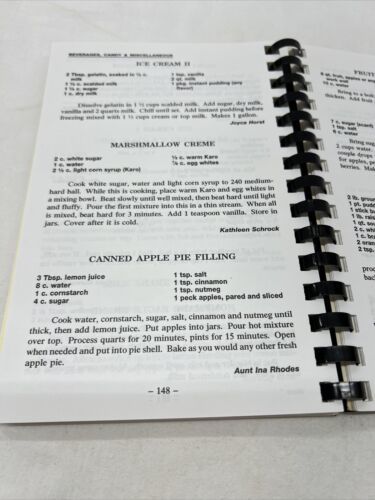 BEVERAGES, CANDY & MISCELLANEOUS
ICE CREAM II
2 Tbsp. gelatin, soaked in ½ c.
milk
1 ½ c. scalded milk
c. sugar
1 c. dry milk
1 tsp. vanilla
2 qt. milk
1 pkg. instant pudding (any
flavor)
Dissolve gelatin in 1 ½ cups scalded milk. Add sugar, dry milk,
vanilla and 2 quarts milk. Chill until set. Add instant pudding before
freezing mixed with 1 ½ cups cream or top milk. Makes 1 gallon.
Joyce Horst
MARSHMALLOW CREME
2 c. white sugar
1 c. water
2 ½ c. light corn syrup (Karo)
c. warm Karo
c. egg whites
Cook white sugar, water and light corn syrup to 240 medium-
hard ball. While this is cooking, place warm Karo and egg whites in
a mixing bowl. Beat slowly until well mixed, then beat hard until light
and fluffy. Pour the first mixture into this in a thin stream. When all
is mixed, beat hard for 3 minutes. Add 1 teaspoon vanilla. Store in
jars. Cover after it is cold.
Kathleen Schrock
CANNED APPLE PIE FILLING
3 Tbsp. lemon juice
8 c. water
1 c. cornstarch
4 c. sugar
1 tsp. salt
1 tsp. cinnamon
1 tsp. nutmeg
1 peck apples, pared and sliced
Cook water, cornstarch, sugar, salt, cinnamon and nutmeg until
thick, then add lemon juice. Put apples into jars. Pour hot mixture
over top. Process quarts for 20 minutes, pints for 15 minutes. Open
when needed and put into pie shell. Bake as you would any other fresh
apple pie.
Aunt Ina Rhodes
– 148 –